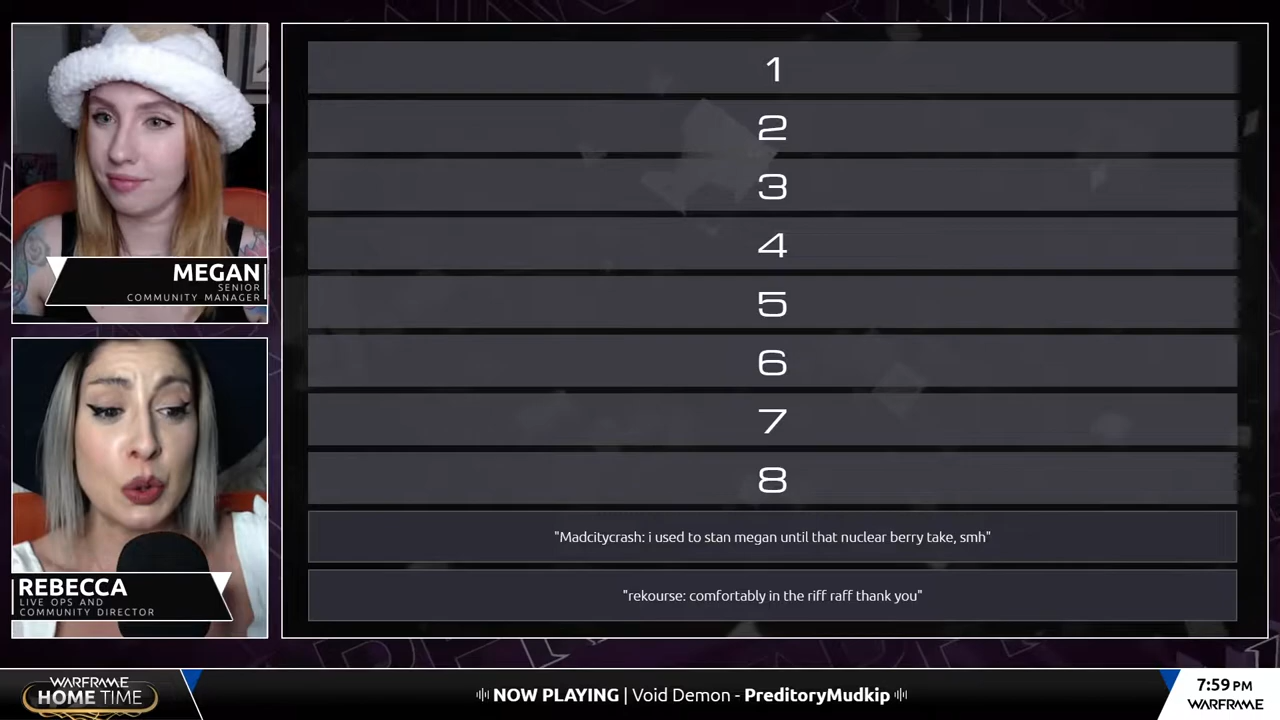 MEGAN
SENIOR
COMMUNITY MANAGER
REBECCA
LIVE OPS AND
COMMUNITY DIRECTOR
1
2
3
4
5
6
7
8
"Madcitycrash: i used to stan megan until that nuclear berry take, smh"
"rekourse: comfortably in the riff raff thank you"
WARFRAME
HOME TIME
NOW PLAYING | Void Demon - PreditoryMudkip
7:59 PM
WARFRAME